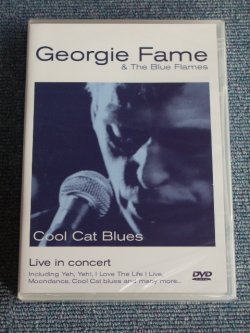 Georgie Fame
& The Blue Flames
Cool Cat Blues
Live in concert
Including Yeh, Yeh!, I Love The Life I Live,
Moondance, Cool Cat blues and many more...
DVD